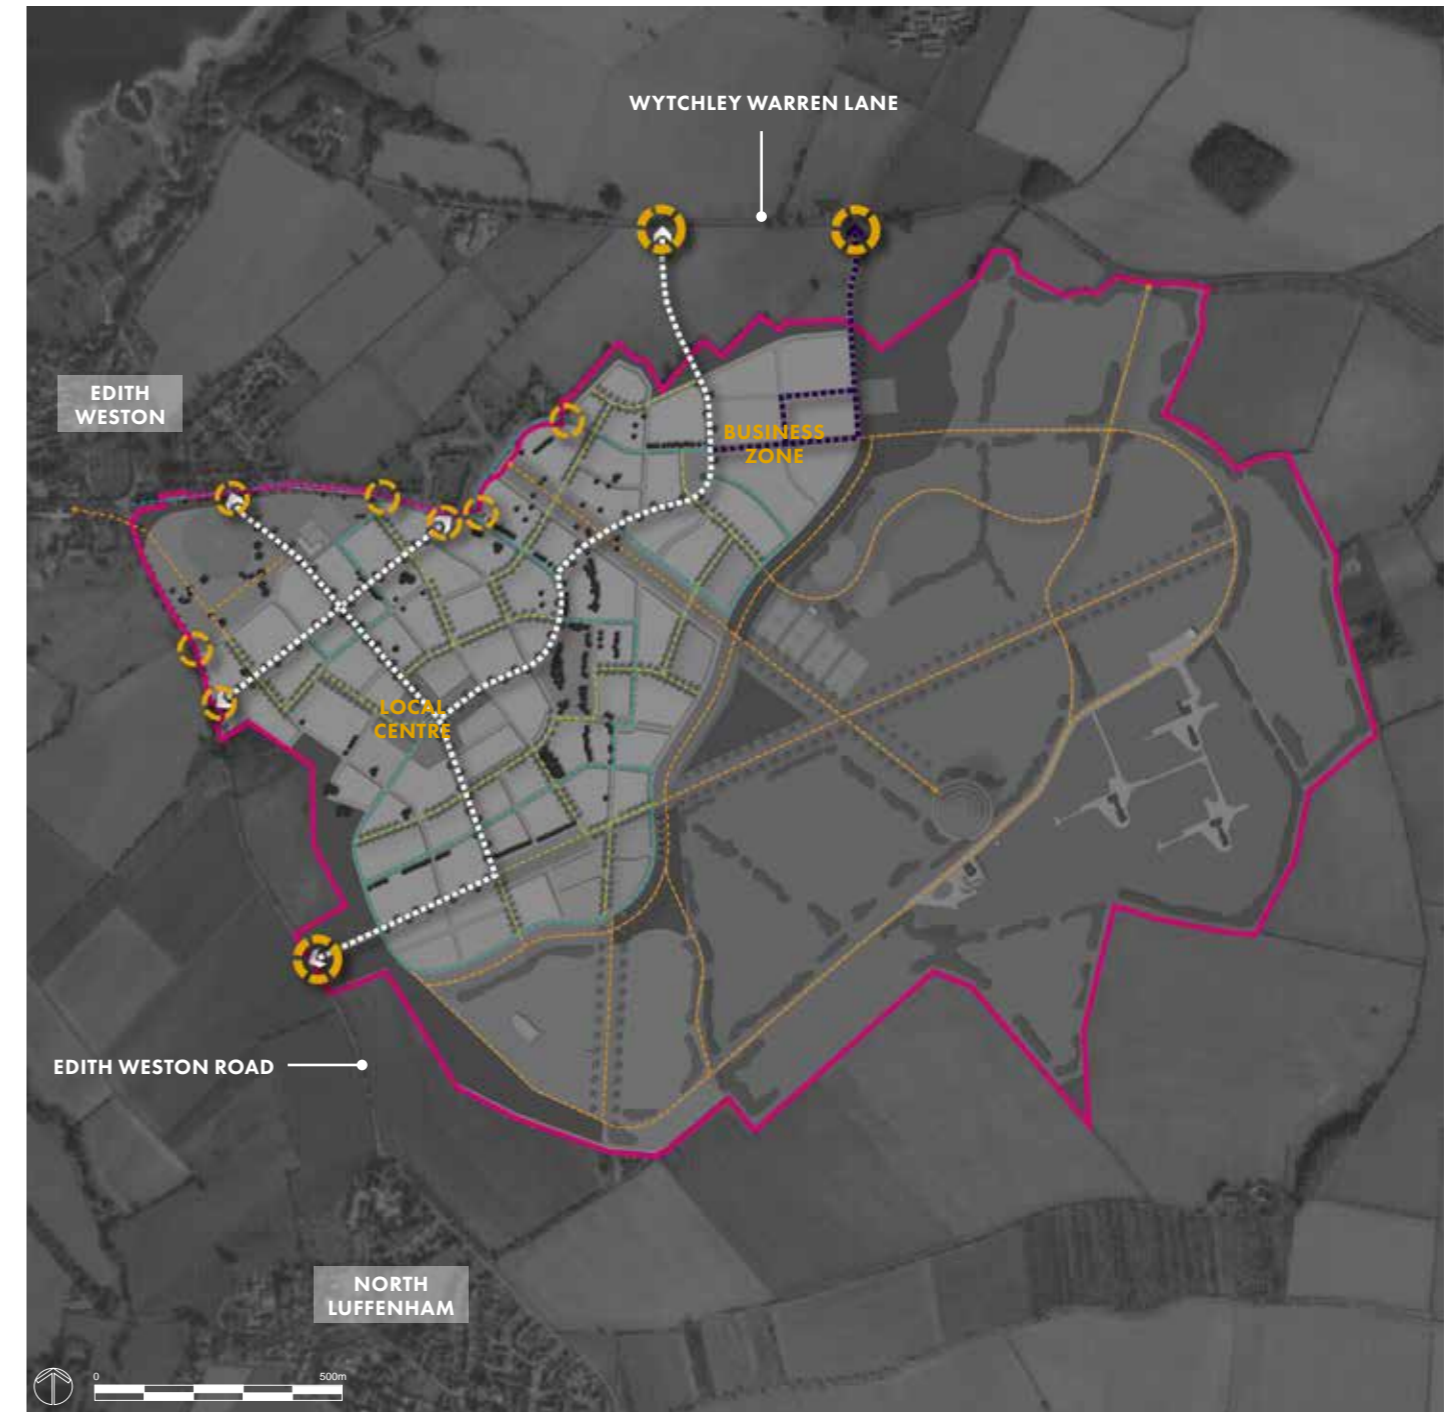 WYTCHLEY WARREN LANE
EDITH
WESTON
BUSINESS
ZONE
LOCAL
CENTRE
EDITH WESTON ROAD
NORTH
LUFFENHAM
0 500m